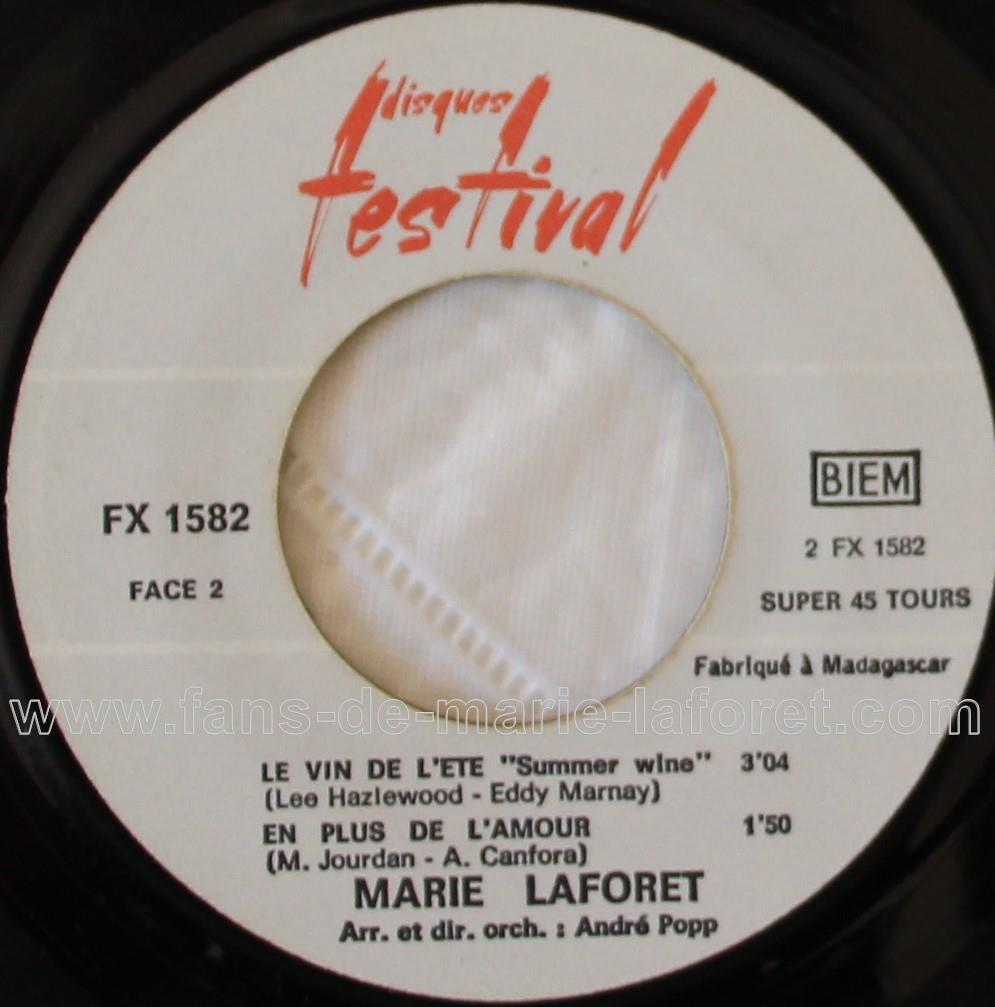 disques
festival
BIEM
FX 1582
2 FX 1582
FACE 2
SUPER 45 TOURS
Fabriqué à Madagascar
www.fans-de-marie-laforet.com
LE VIN DE L'ETE "Summer wine" 3'04
(Lee Hazlewood - Eddy Marnay)
EN PLUS DE L'AMOUR 1'50
(M. Jourdan - A. Canfora)
MARIE LAFORET
Arr. et dir. orch. : André Popp